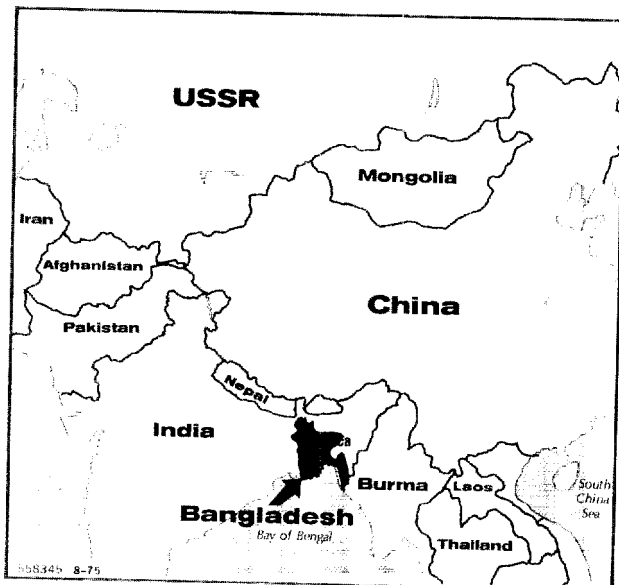 USSR
Mongolia
Iran
Afghanistan
China
Pakistan
Nepal
India
Burma
Laos
South
China
Sea
Bangladesh
Bay of Bengal
Thailand
558345 8-75